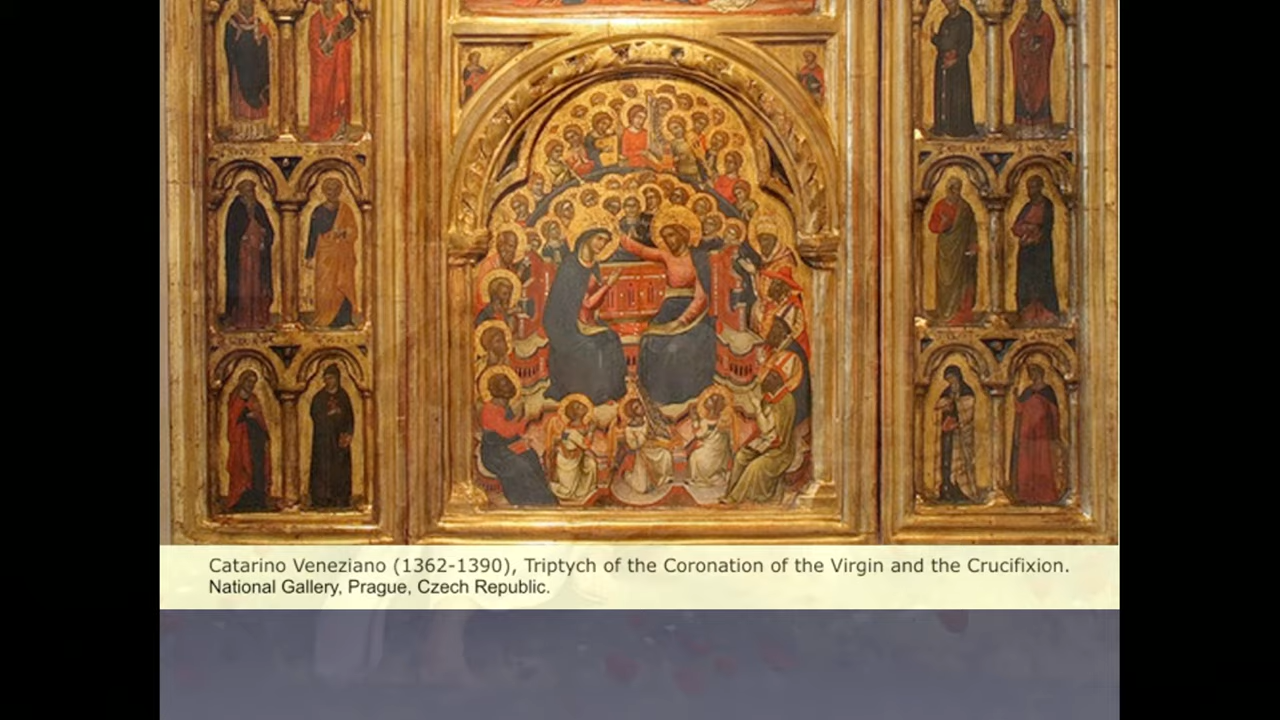 Catarino Veneziano (1362-1390), Triptych of the Coronation of the Virgin and the Crucifixion.
National Gallery, Prague, Czech Republic.